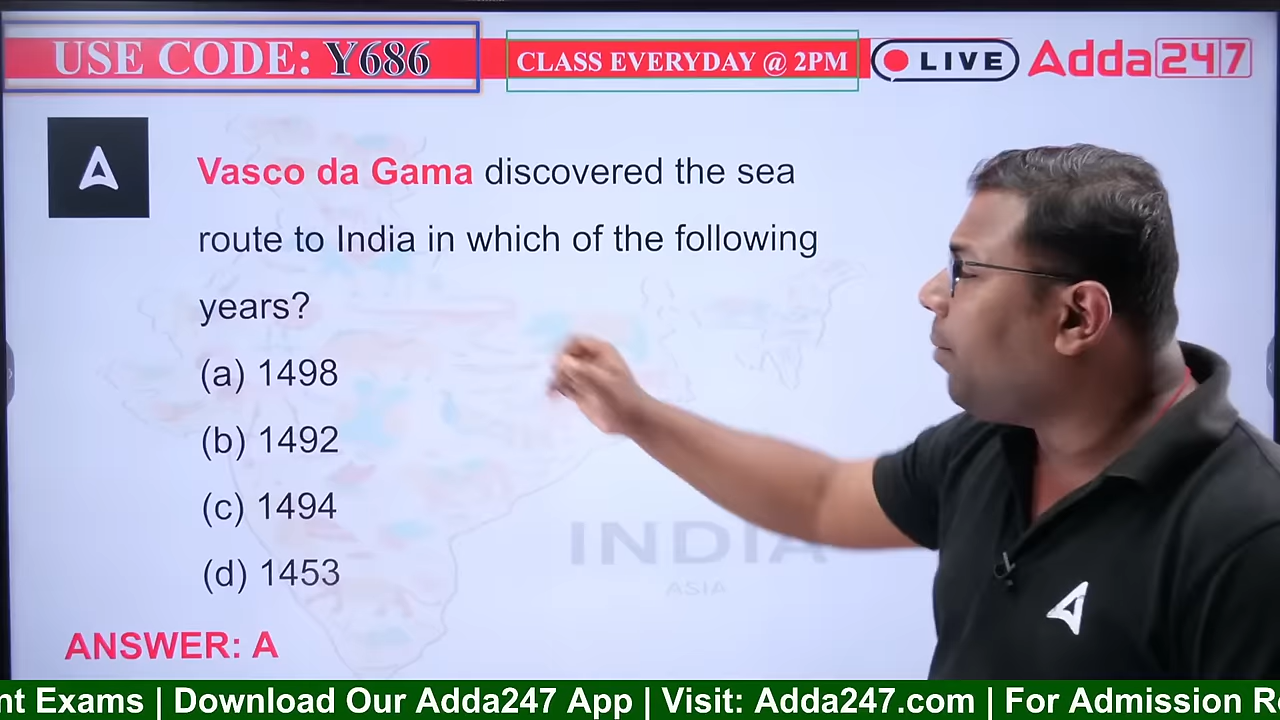 USE CODE: Y686
CLASS EVERYDAY @ 2PM
LIVE
Adda247
Vasco da Gama discovered the sea
route to India in which of the following
years?
(a) 1498
(b) 1492
(c) 1494
(d) 1453
INDIA
ASIA
ANSWER: A
nt Exams | Download Our Adda247 App | Visit: Adda247.com | For Admission R